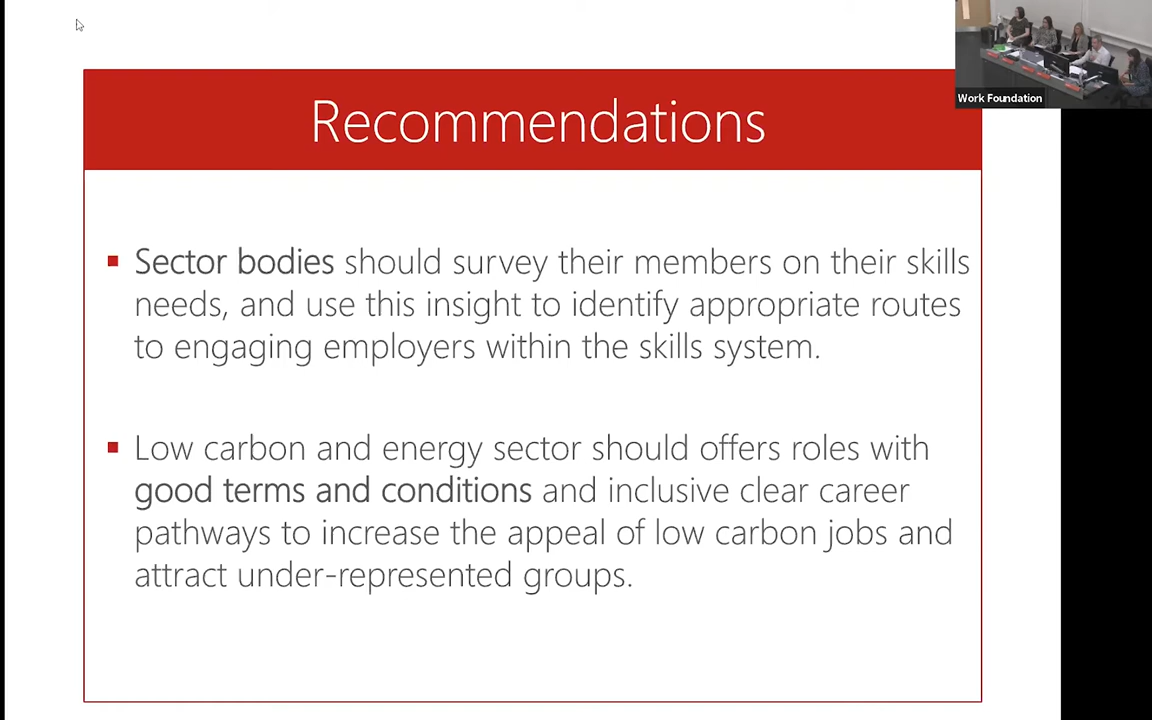 Work Foundation
Recommendations
Sector bodies should survey their members on their skills
needs, and use this insight to identify appropriate routes
to engaging employers within the skills system.
Low carbon and energy sector should offers roles with
good terms and conditions and inclusive clear career
pathways to increase the appeal of low carbon jobs and
attract under-represented groups.